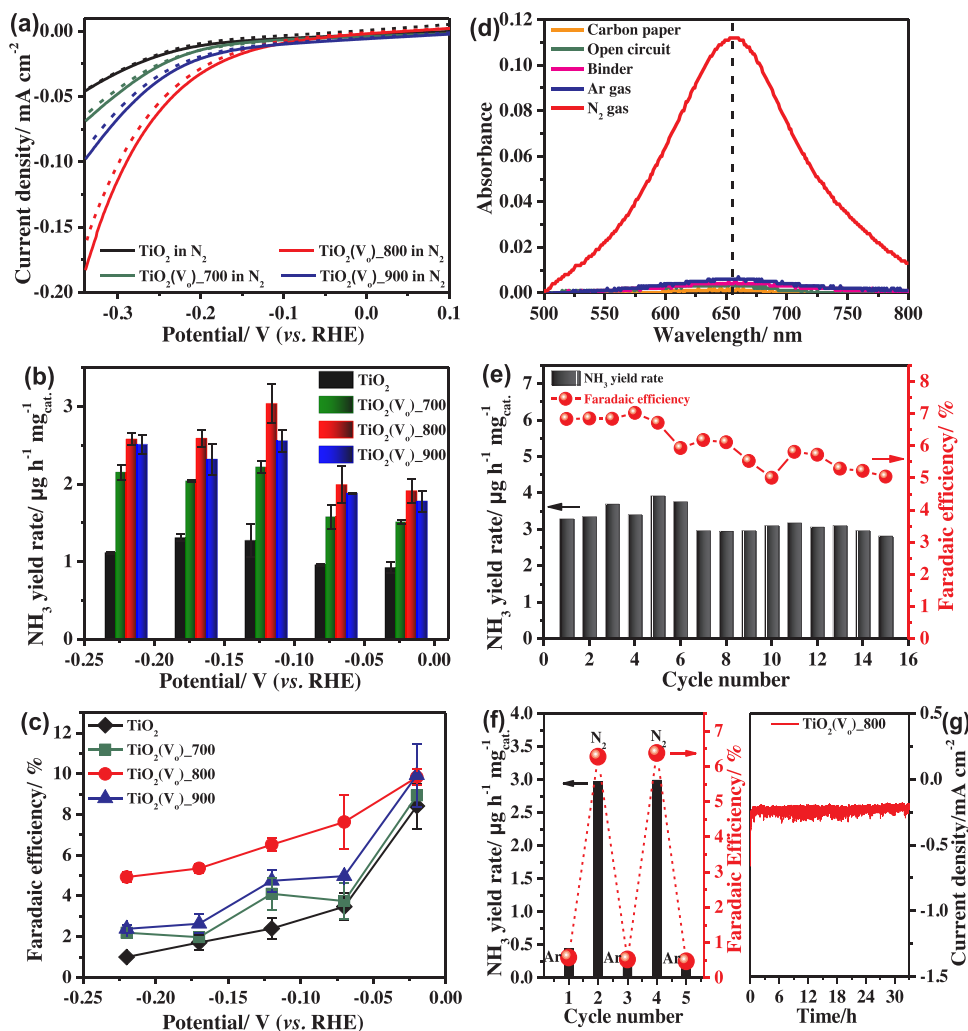 (a)
0.00
-0.05
-0.10
-0.15
-0.20
Current density/ mA cm⁻²
TiO₂ in N₂
TiO₂(Vₒ)_700 in N₂
TiO₂(Vₒ)_800 in N₂
TiO₂(Vₒ)_900 in N₂
-0.3 -0.2 -0.1 0.0 0.1
Potential/ V (vs. RHE)
(d)
0.12
0.10
0.08
0.06
0.04
0.02
0.00
Absorbance
Carbon paper
Open circuit
Binder
Ar gas
N₂ gas
500 550 600 650 700 750 800
Wavelength/ nm
(b)
3
2
1
0
NH₃ yield rate/ µg h⁻¹ mg⁻¹cat.
TiO₂
TiO₂(Vₒ)_700
TiO₂(Vₒ)_800
TiO₂(Vₒ)_900
-0.25 -0.20 -0.15 -0.10 -0.05 0.00
Potential/ V (vs. RHE)
(e)
7
6
5
4
3
2
1
0
NH₃ yield rate/ µg h⁻¹ mg⁻¹cat.
NH₃ yield rate
Faradaic efficiency
8
7
6
5
4
3
2
1
0
Faradaic efficiency/ %
0 2 4 6 8 10 12 14 16
Cycle number
(c)
12
10
8
6
4
2
0
Faradaic efficiency/ %
TiO₂
TiO₂(Vₒ)_700
TiO₂(Vₒ)_800
TiO₂(Vₒ)_900
-0.25 -0.20 -0.15 -0.10 -0.05 0.00
Potential/ V (vs. RHE)
(f)
4.0
3.5
3.0
2.5
2.0
1.5
1.0
0.5
0.0
NH₃ yield rate/ µg h⁻¹ mg⁻¹cat.
N₂
N₂
Ar
Ar
Ar
7
6
5
4
3
2
1
0
Faradaic Efficiency/ %
1 2 3 4 5
Cycle number
(g)
TiO₂(Vₒ)_800
0.5
0.0
-0.5
-1.0
-1.5
Current density/mA cm⁻²
0 10 20 30
Time/h